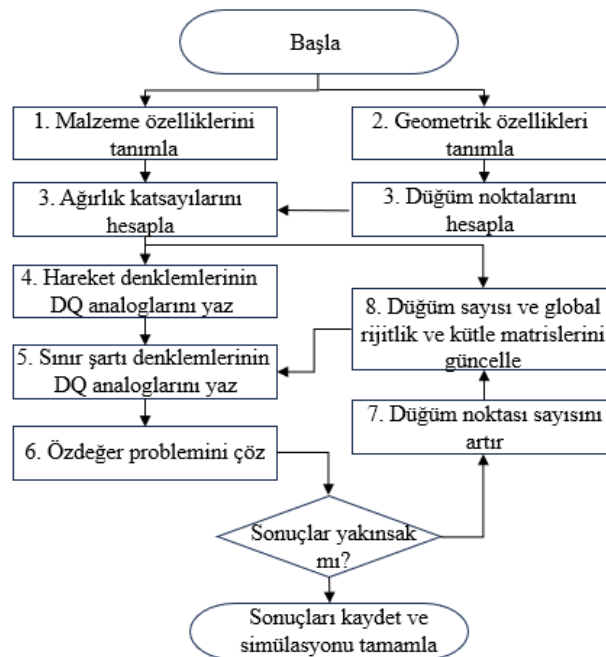 Başla
1. Malzeme özelliklerini
tanımla
2. Geometrik özellikleri
tanımla
3. Ağırlık katsayılarını
hesapla
3. Düğüm noktalarını
hesapla
4. Hareket denklemlerinin
DQ analoglarını yaz
8. Düğüm sayısı ve global
rijitlik ve kütle matrislerini
güncelle
5. Sınır şartı denklemlerinin
DQ analoglarını yaz
7. Düğüm noktası sayısını
artır
6. Özdeğer problemini çöz
Sonuçlar yakınsak
mı?
Sonuçları kaydet ve
simülasyonu tamamla